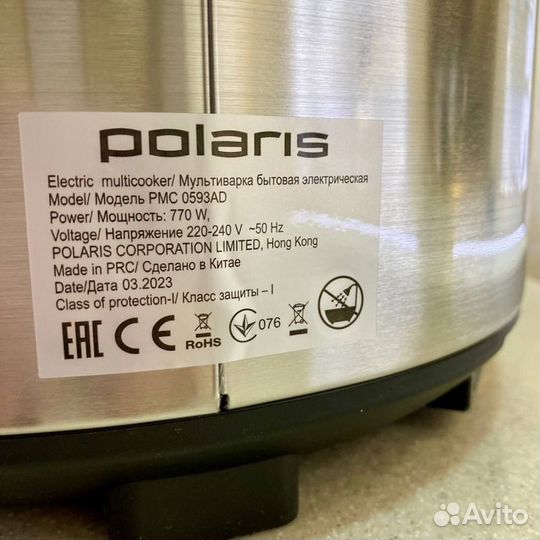 polaris
Electric multicooker/ Мультиварка бытовая электрическая
Model/ Модель PMC 0593AD
Power/ Мощность: 770 W,
Voltage/ Напряжение 220-240 V ~50 Hz
POLARIS CORPORATION LIMITED, Hong Kong
Made in PRC/ Сделано в Китае
Date/Дата 03.2023
Class of protection-I/ Класс защиты – I
EAC CE RoHS 076
Avito